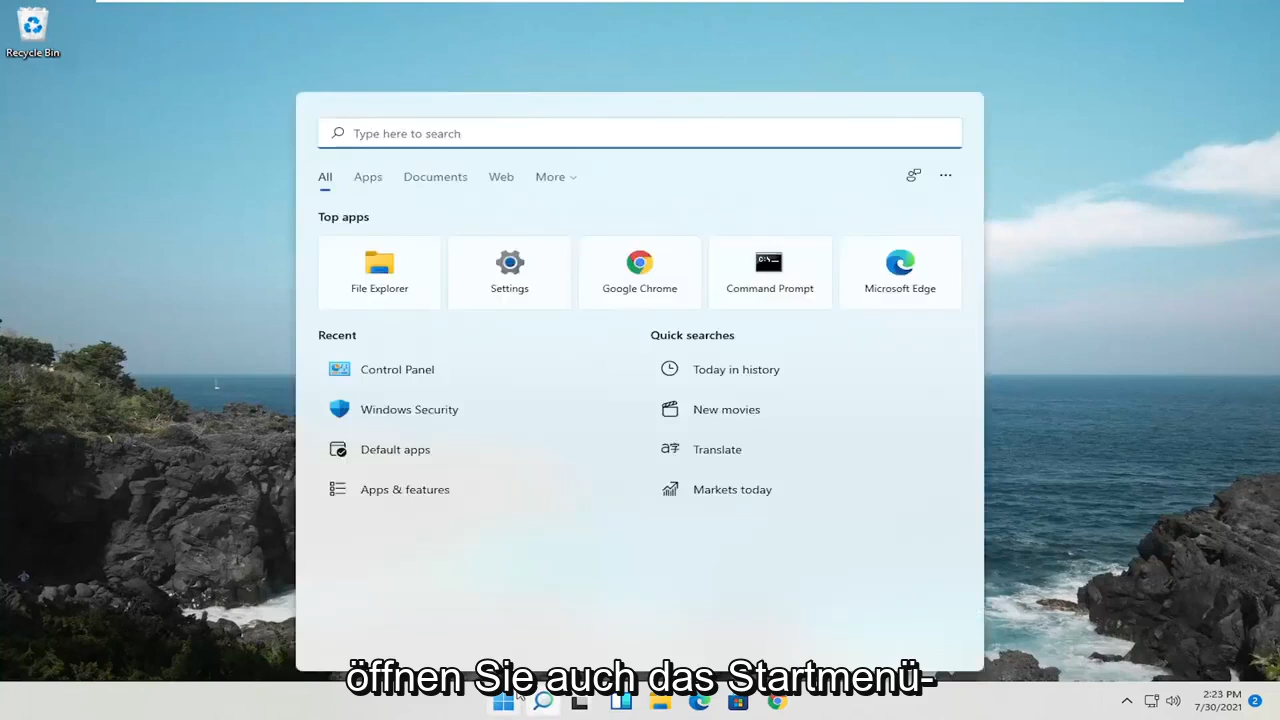 Recycle Bin
Type here to search
All Apps Documents Web More
Top apps
File Explorer Settings Google Chrome Command Prompt Microsoft Edge
Recent Quick searches
Control Panel Today in history
Windows Security New movies
Default apps Translate
Apps & features Markets today
öffnen Sie auch das Startmenü-
2:23 PM
7/30/2021 2